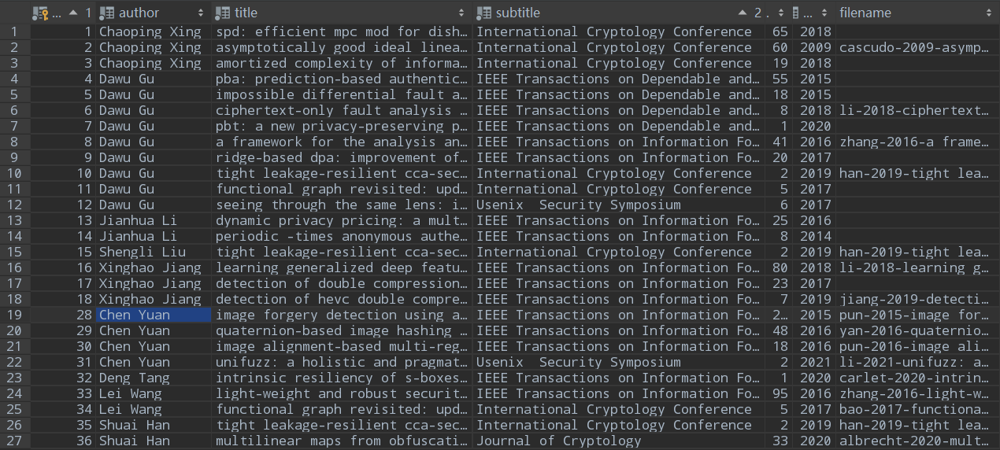 ... 1 author title subtitle 2 . ... filename
1 1 Chaoping Xing spd: efficient mpc mod for dish… International Cryptology Conference 65 2018
2 2 Chaoping Xing asymptotically good ideal linea… International Cryptology Conference 60 2009 cascudo-2009-asymp…
3 3 Chaoping Xing amortized complexity of informa… International Cryptology Conference 19 2018
4 4 Dawu Gu pba: prediction-based authentic… IEEE Transactions on Dependable and… 55 2015
5 5 Dawu Gu impossible differential fault a… IEEE Transactions on Dependable and… 18 2015
6 6 Dawu Gu ciphertext-only fault analysis … IEEE Transactions on Dependable and… 8 2018 li-2018-ciphertext…
7 7 Dawu Gu pbt: a new privacy-preserving p… IEEE Transactions on Dependable and… 1 2020
8 8 Dawu Gu a framework for the analysis an… IEEE Transactions on Information Fo… 41 2016 zhang-2016-a frame…
9 9 Dawu Gu ridge-based dpa: improvement of… IEEE Transactions on Information Fo… 20 2017
10 10 Dawu Gu tight leakage-resilient cca-sec… International Cryptology Conference 2 2019 han-2019-tight lea…
11 11 Dawu Gu functional graph revisited: upd… International Cryptology Conference 5 2017
12 12 Dawu Gu seeing through the same lens: i… Usenix  Security Symposium 6 2017
13 13 Jianhua Li dynamic privacy pricing: a mult… IEEE Transactions on Information Fo… 25 2016
14 14 Jianhua Li periodic -times anonymous authe… IEEE Transactions on Information Fo… 8 2014
15 15 Shengli Liu tight leakage-resilient cca-sec… International Cryptology Conference 2 2019 han-2019-tight lea…
16 16 Xinghao Jiang learning generalized deep featu… IEEE Transactions on Information Fo… 80 2018 li-2018-learning g…
17 17 Xinghao Jiang detection of double compression… IEEE Transactions on Information Fo… 23 2017
18 18 Xinghao Jiang detection of hevc double compre… IEEE Transactions on Information Fo… 7 2019 jiang-2019-detecti…
19 28 Chen Yuan image forgery detection using a… IEEE Transactions on Information Fo… 2… 2015 pun-2015-image for…
20 29 Chen Yuan quaternion-based image hashing … IEEE Transactions on Information Fo… 48 2016 yan-2016-quaternio…
21 30 Chen Yuan image alignment-based multi-reg… IEEE Transactions on Information Fo… 18 2016 pun-2016-image ali…
22 31 Chen Yuan unifuzz: a holistic and pragmat… Usenix  Security Symposium 2 2021 li-2021-unifuzz: a…
23 32 Deng Tang intrinsic resiliency of s-boxes… IEEE Transactions on Information Fo… 1 2020 carlet-2020-intrin…
24 33 Lei Wang light-weight and robust securit… IEEE Transactions on Information Fo… 95 2016 zhang-2016-light-w…
25 34 Lei Wang functional graph revisited: upd… International Cryptology Conference 5 2017 bao-2017-functiona…
26 35 Shuai Han tight leakage-resilient cca-sec… International Cryptology Conference 2 2019 han-2019-tight lea…
27 36 Shuai Han multilinear maps from obfuscati… Journal of Cryptology 33 2020 albrecht-2020-mult…